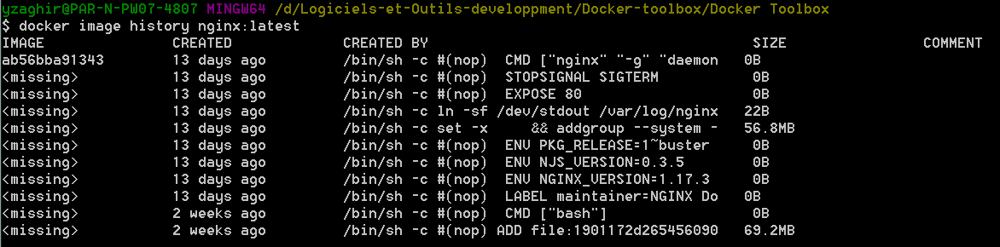 yzaghir@PAR-N-PW07-4807 MINGW64 /d/Logiciels-et-Outils-developpment/Docker-toolbox/Docker Toolbox
$ docker image history nginx:latest
IMAGE CREATED CREATED BY SIZE COMMENT
ab56bba91343 13 days ago /bin/sh -c #(nop) CMD ["nginx" "-g" "daemon 0B
<missing> 13 days ago /bin/sh -c #(nop) STOPSIGNAL SIGTERM 0B
<missing> 13 days ago /bin/sh -c #(nop) EXPOSE 80 0B
<missing> 13 days ago /bin/sh -c ln -sf /dev/stdout /var/log/nginx 22B
<missing> 13 days ago /bin/sh -c set -x && addgroup --system - 56.8MB
<missing> 13 days ago /bin/sh -c #(nop) ENV PKG_RELEASE=1~buster 0B
<missing> 13 days ago /bin/sh -c #(nop) ENV NJS_VERSION=0.3.5 0B
<missing> 13 days ago /bin/sh -c #(nop) ENV NGINX_VERSION=1.17.3 0B
<missing> 13 days ago /bin/sh -c #(nop) LABEL maintainer=NGINX Do 0B
<missing> 2 weeks ago /bin/sh -c #(nop) CMD ["bash"] 0B
<missing> 2 weeks ago /bin/sh -c #(nop) ADD file:1901172d265456090 69.2MB